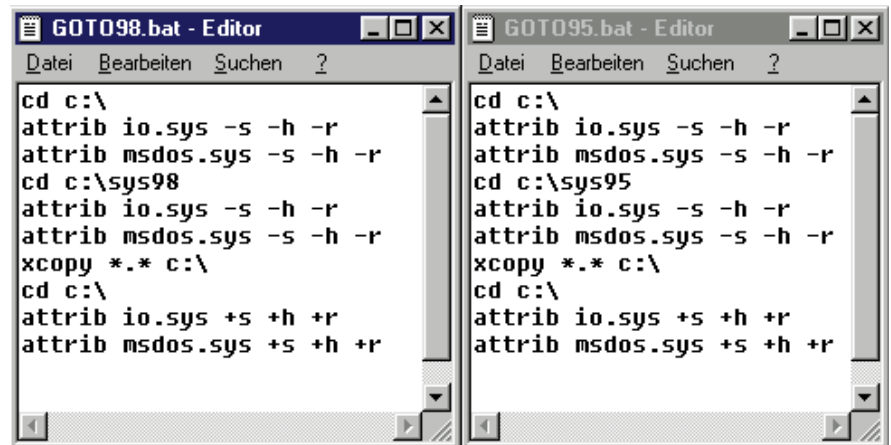 GOTO98.bat - Editor
Datei Bearbeiten Suchen ?
cd c:\
attrib io.sys -s -h -r
attrib msdos.sys -s -h -r
cd c:\sys98
attrib io.sys -s -h -r
attrib msdos.sys -s -h -r
xcopy *.* c:\
cd c:\
attrib io.sys +s +h +r
attrib msdos.sys +s +h +r
GOTO95.bat - Editor
Datei Bearbeiten Suchen ?
cd c:\
attrib io.sys -s -h -r
attrib msdos.sys -s -h -r
cd c:\sys95
attrib io.sys -s -h -r
attrib msdos.sys -s -h -r
xcopy *.* c:\
cd c:\
attrib io.sys +s +h +r
attrib msdos.sys +s +h +r